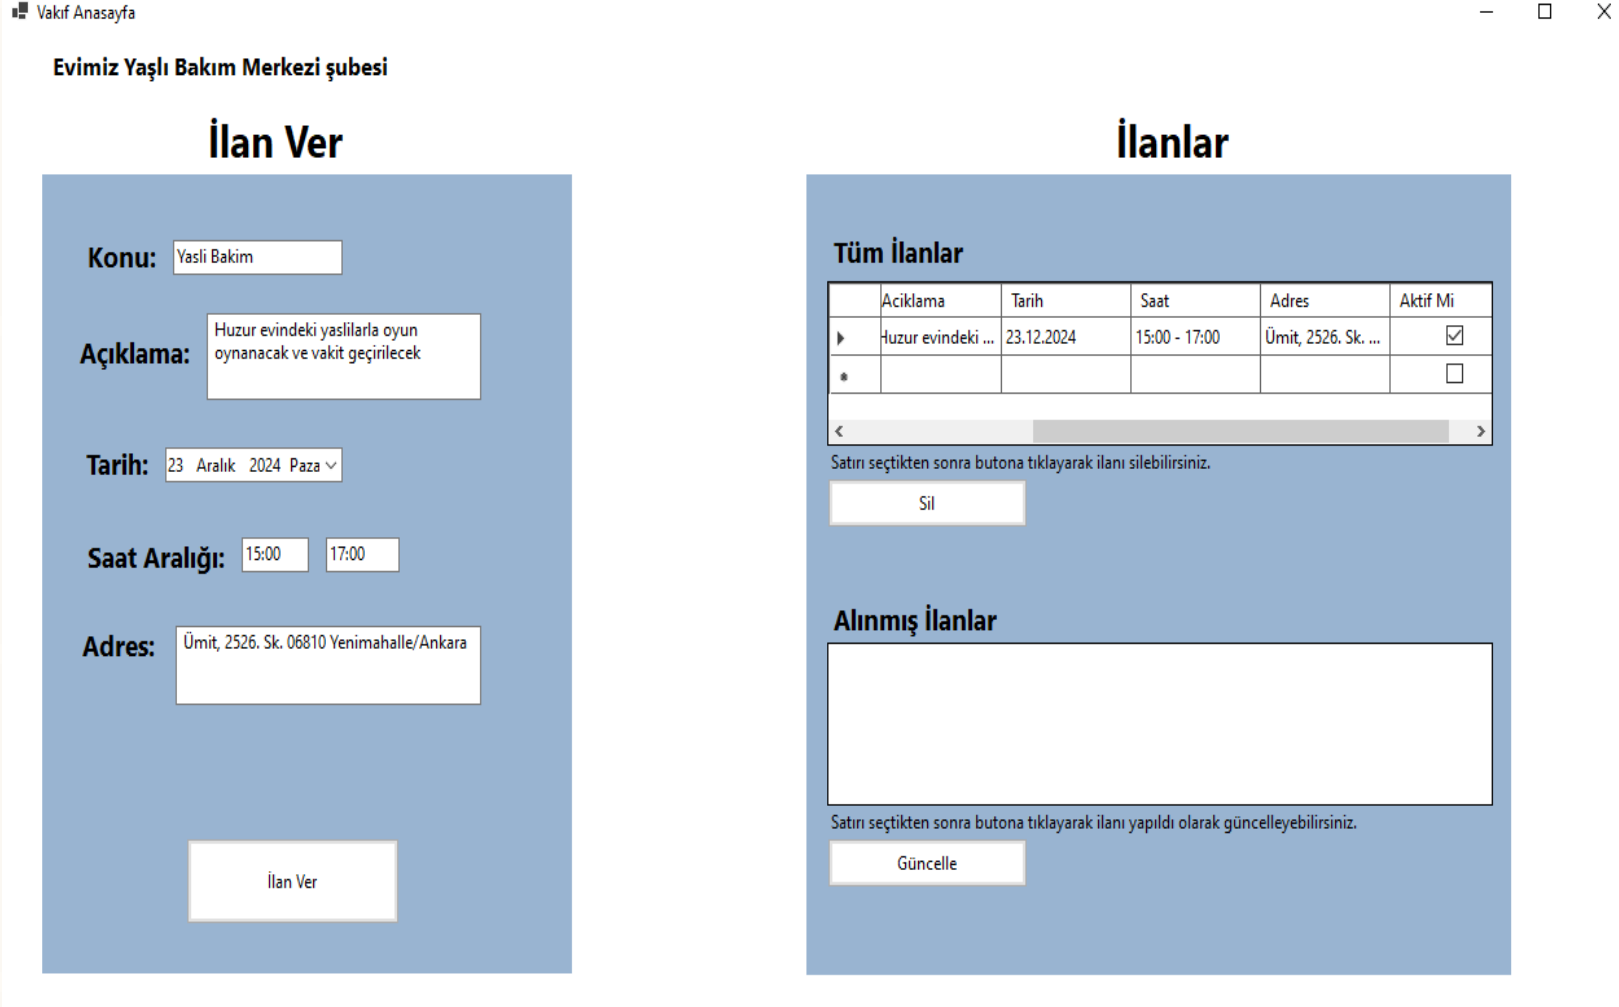 Vakıf Anasayfa
Evimiz Yaşlı Bakım Merkezi şubesi
İlan Ver
Konu: Yasli Bakim
Açıklama: Huzur evindeki yaslilarla oyun
oynanacak ve vakit geçirilecek
Tarih: 23 Aralık 2024 Paza
Saat Aralığı: 15:00 17:00
Adres: Ümit, 2526. Sk. 06810 Yenimahalle/Ankara
İlan Ver
İlanlar
Tüm İlanlar
Aciklama Tarih Saat Adres Aktif Mi
Huzur evindeki ... 23.12.2024 15:00 - 17:00 Ümit, 2526. Sk. ...
Satırı seçtikten sonra butona tıklayarak ilanı silebilirsiniz.
Sil
Alınmış İlanlar
Satırı seçtikten sonra butona tıklayarak ilanı yapıldı olarak güncelleyebilirsiniz.
Güncelle